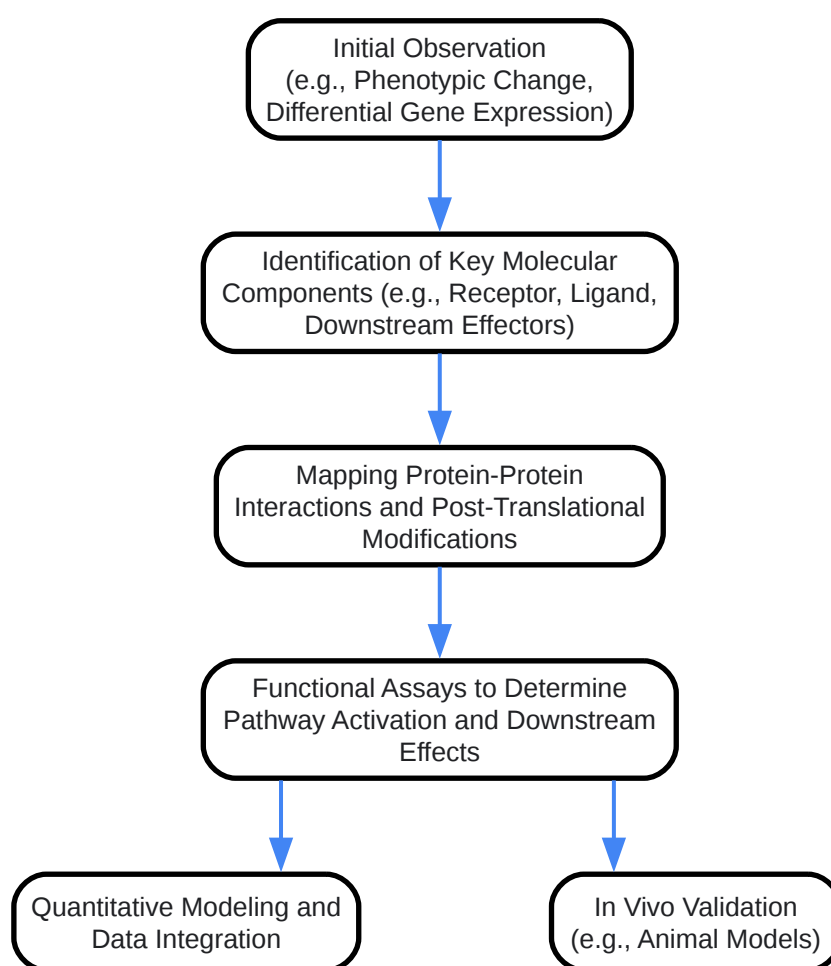 Initial Observation
(e.g., Phenotypic Change,
Differential Gene Expression)
Identification of Key Molecular
Components (e.g., Receptor, Ligand,
Downstream Effectors)
Mapping Protein-Protein
Interactions and Post-Translational
Modifications
Functional Assays to Determine
Pathway Activation and Downstream
Effects
Quantitative Modeling and
Data Integration
In Vivo Validation
(e.g., Animal Models)